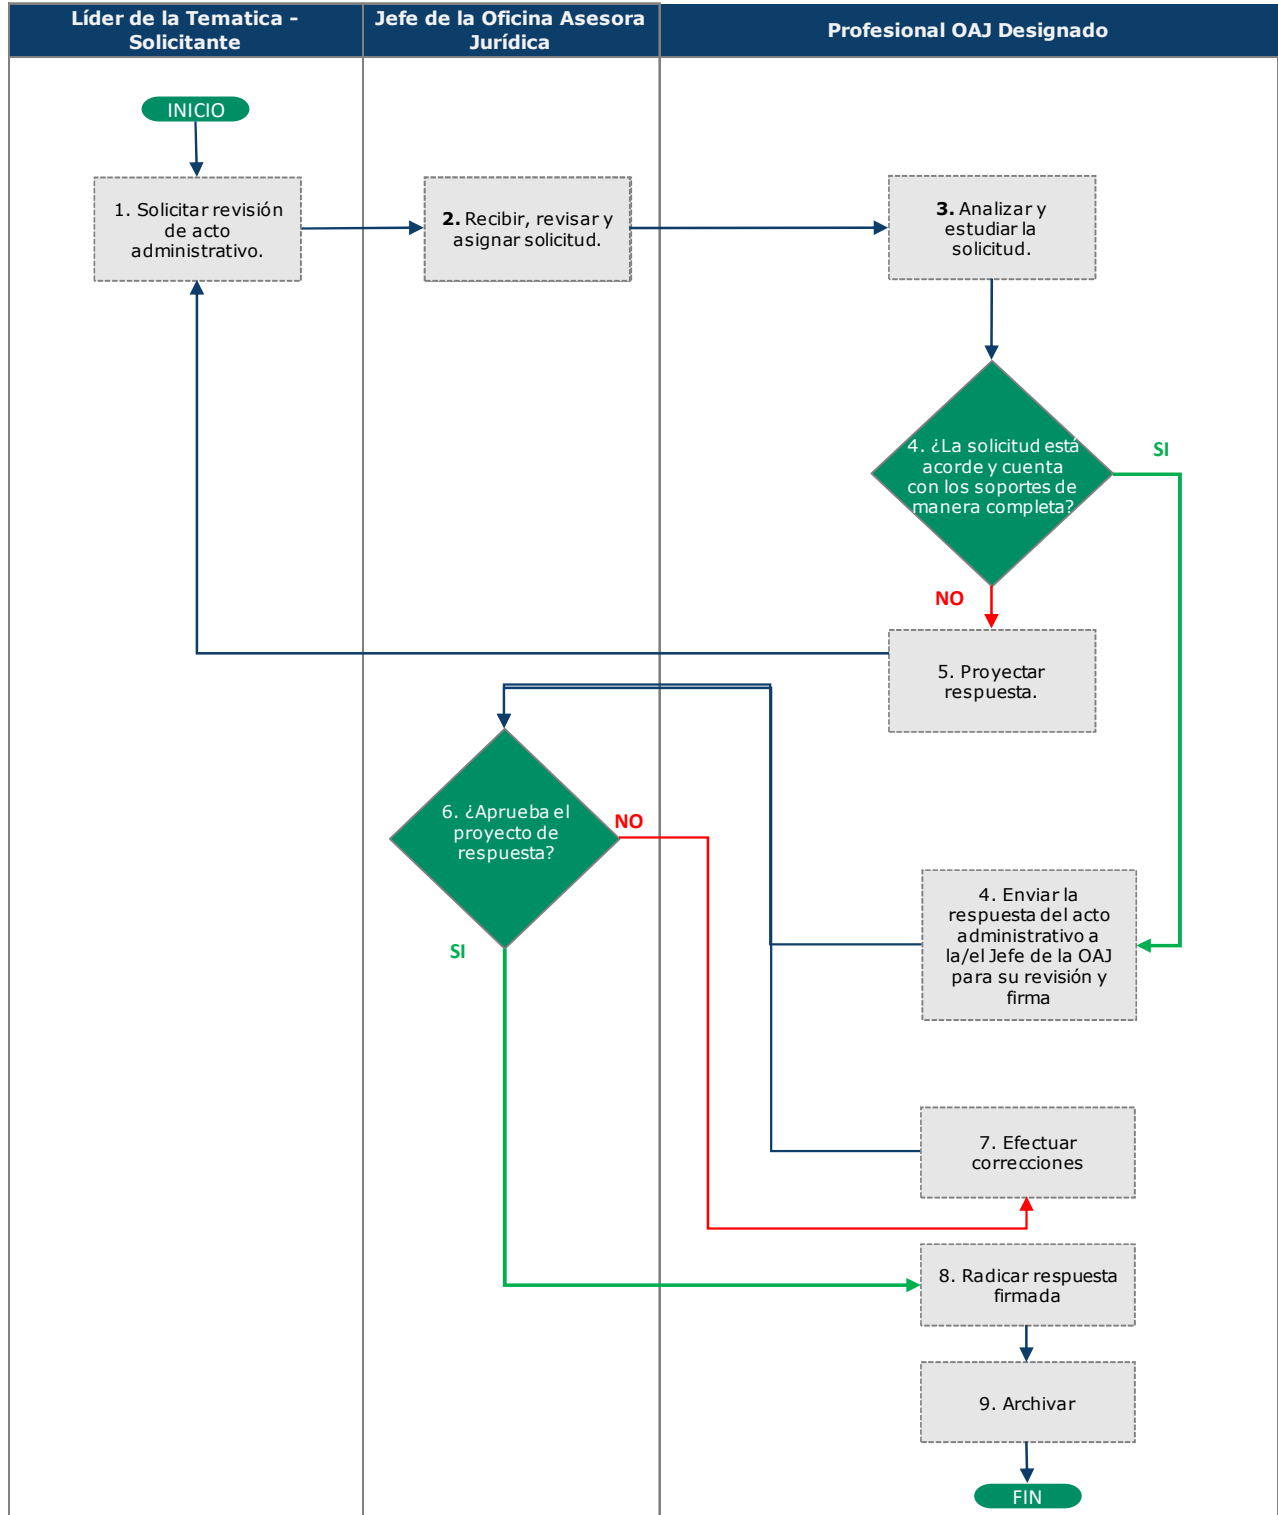 Líder de la Tematica -
Solicitante
Jefe de la Oficina Asesora
Jurídica
Profesional OAJ Designado
INICIO
1. Solicitar revisión
de acto
administrativo.
2. Recibir, revisar y
asignar solicitud.
3. Analizar y
estudiar la
solicitud.
4. ¿La solicitud está
acorde y cuenta
con los soportes de
manera completa?
SI
NO
5. Proyectar
respuesta.
6. ¿Aprueba el
proyecto de
respuesta?
NO
SI
4. Enviar la
respuesta del acto
administrativo a
la/el Jefe de la OAJ
para su revisión y
firma
7. Efectuar
correcciones
8. Radicar respuesta
firmada
9. Archivar
FIN